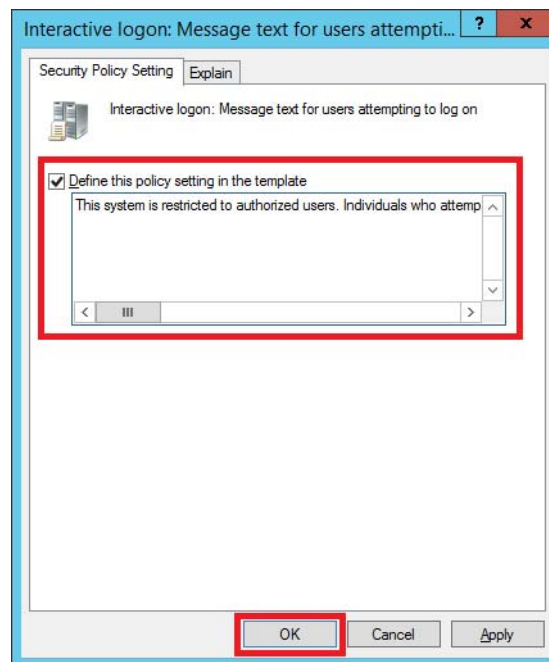 Interactive logon: Message text for users attempti...
? x
Security Policy Setting Explain
Interactive logon: Message text for users attempting to log on
Define this policy setting in the template
This system is restricted to authorized users. Individuals who attemp
OK Cancel Apply